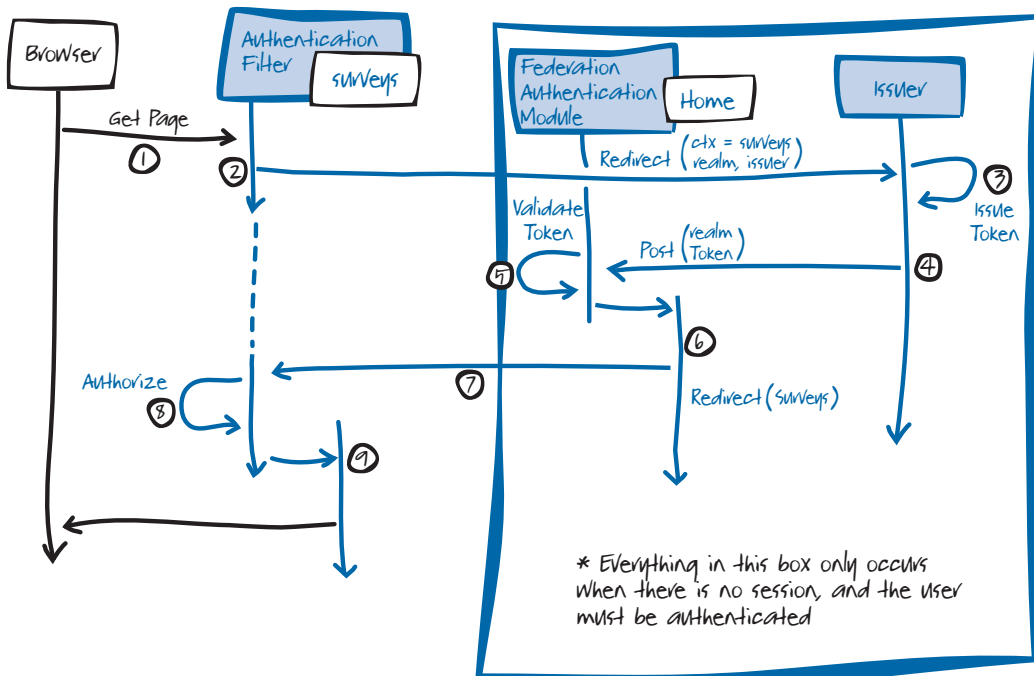 Browser
Authentication
Filter
surveys
Federation
Authentication
Module
Home
Issuer
Get Page
1
2
Redirect (ctx = surveys
realm, issuer)
3
Issue
Token
Validate
Token
Post (realm
Token)
4
5
6
7
Redirect (surveys)
Authorize
8
9
* Everything in this box only occurs
when there is no session, and the user
must be authenticated